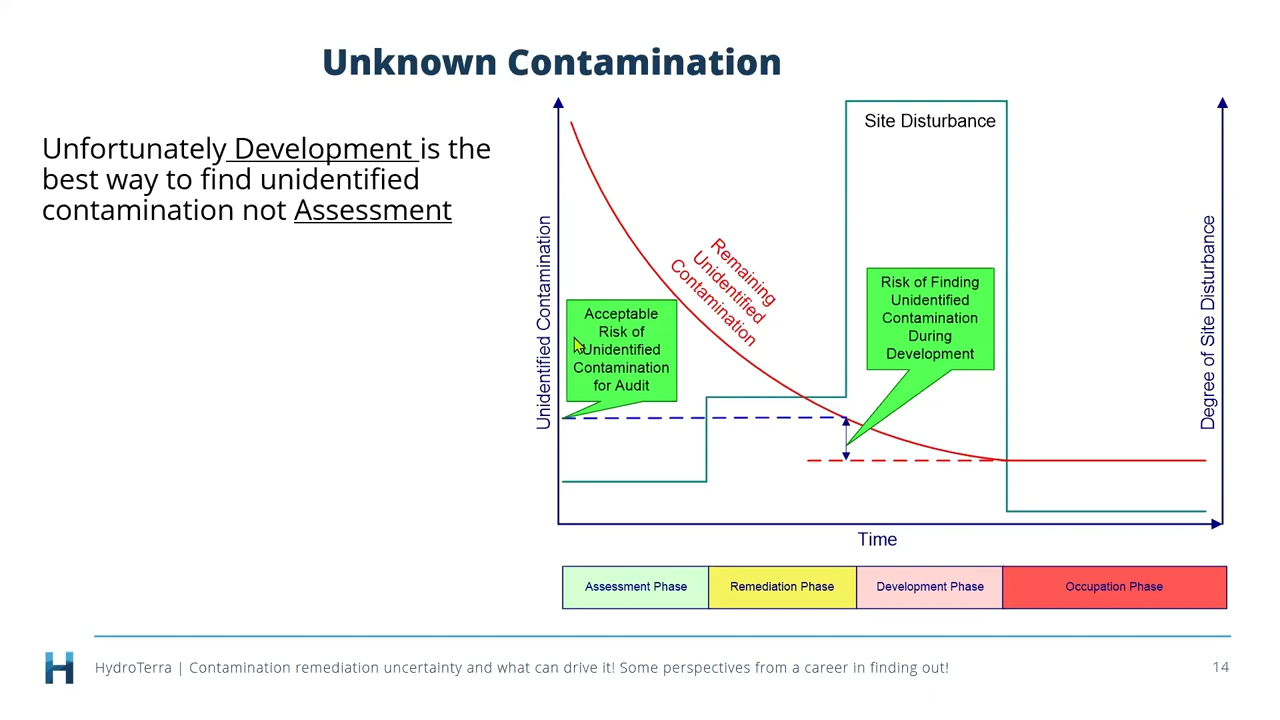 Unknown Contamination
Unfortunately Development is the
best way to find unidentified
contamination not Assessment
Unidentified Contamination
Site Disturbance
Remaining
Unidentified
Contamination
Acceptable
Risk of
Unidentified
Contamination
for Audit
Risk of Finding
Unidentified
Contamination
During
Development
Degree of Site Disturbance
Time
Assessment Phase
Remediation Phase
Development Phase
Occupation Phase
HydroTerra | Contamination remediation uncertainty and what can drive it! Some perspectives from a career in finding out!
14